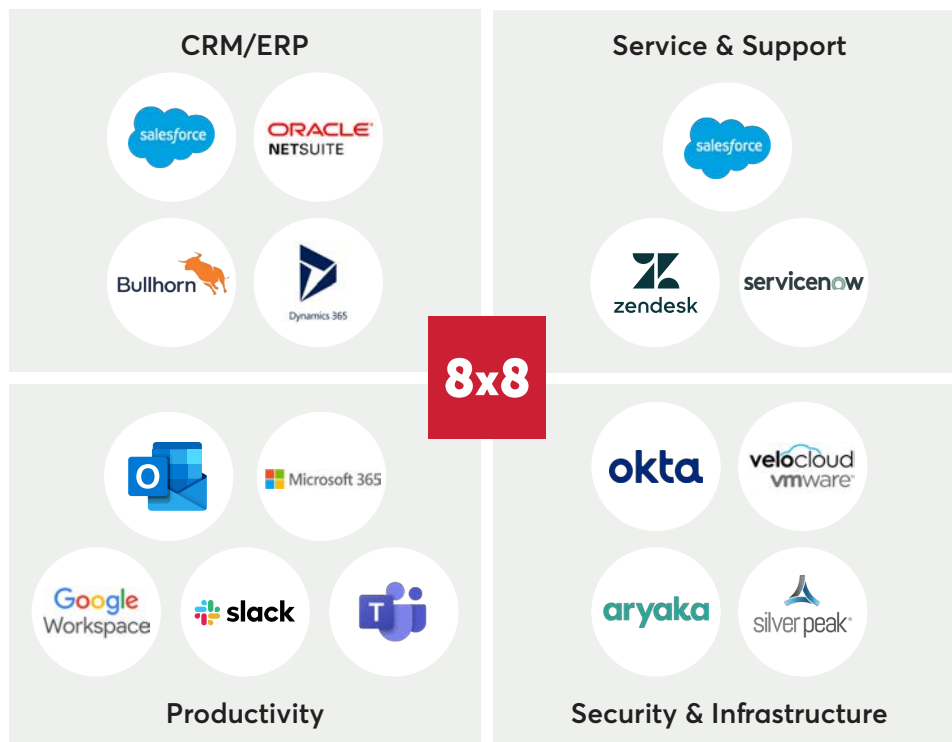 CRM/ERP
salesforce
ORACLE
NETSUITE
Bullhorn
Dynamics 365
Service & Support
salesforce
zendesk
servicenow
8x8
O
Microsoft 365
Google
Workspace
slack
T
Productivity
okta
velocloud
vmware
aryaka
silver peak
Security & Infrastructure